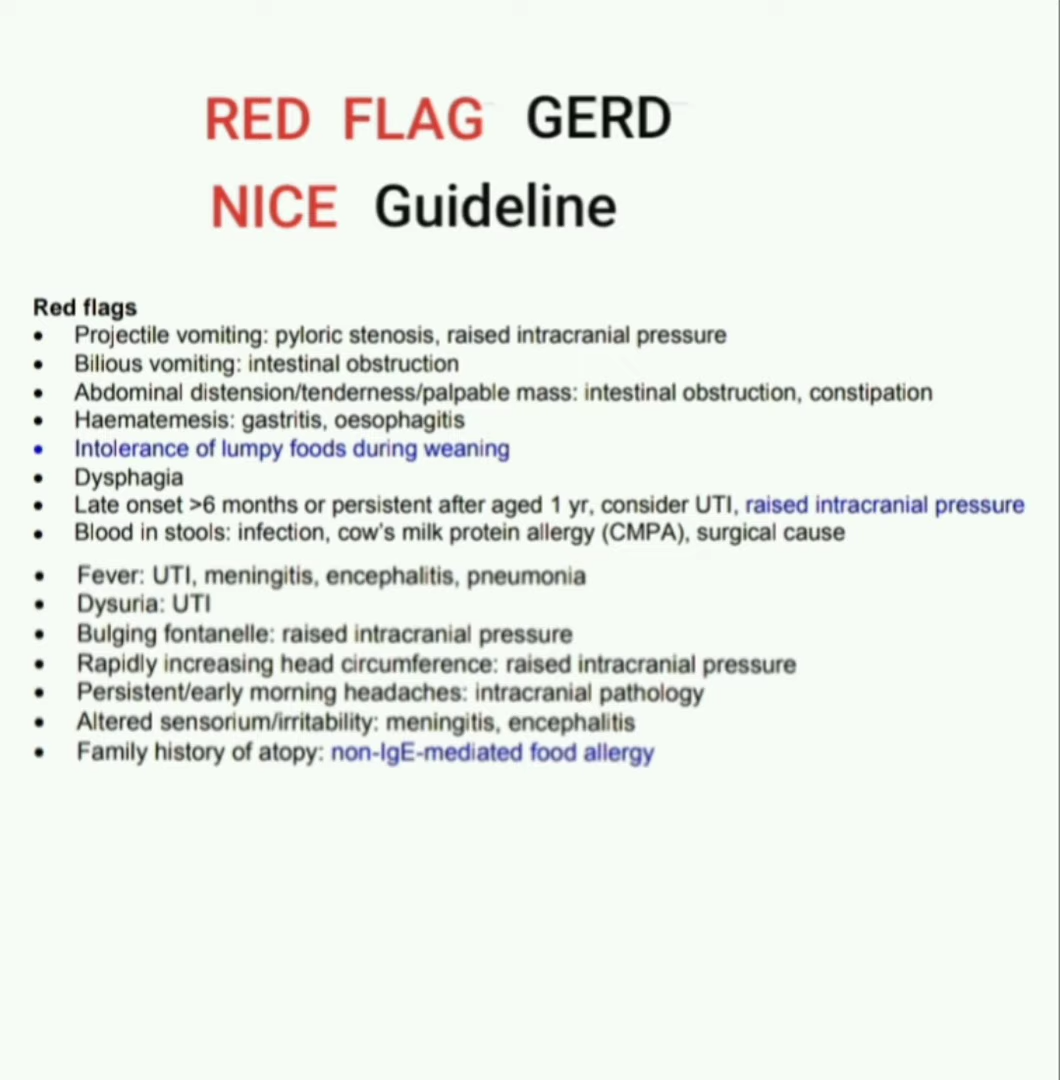 RED FLAG GERD
NICE Guideline
Red flags
• Projectile vomiting: pyloric stenosis, raised intracranial pressure
• Bilious vomiting: intestinal obstruction
• Abdominal distension/tenderness/palpable mass: intestinal obstruction, constipation
• Haematemesis: gastritis, oesophagitis
• Intolerance of lumpy foods during weaning
• Dysphagia
• Late onset >6 months or persistent after aged 1 yr, consider UTI, raised intracranial pressure
• Blood in stools: infection, cow's milk protein allergy (CMPA), surgical cause
• Fever: UTI, meningitis, encephalitis, pneumonia
• Dysuria: UTI
• Bulging fontanelle: raised intracranial pressure
• Rapidly increasing head circumference: raised intracranial pressure
• Persistent/early morning headaches: intracranial pathology
• Altered sensorium/irritability: meningitis, encephalitis
• Family history of atopy: non-IgE-mediated food allergy